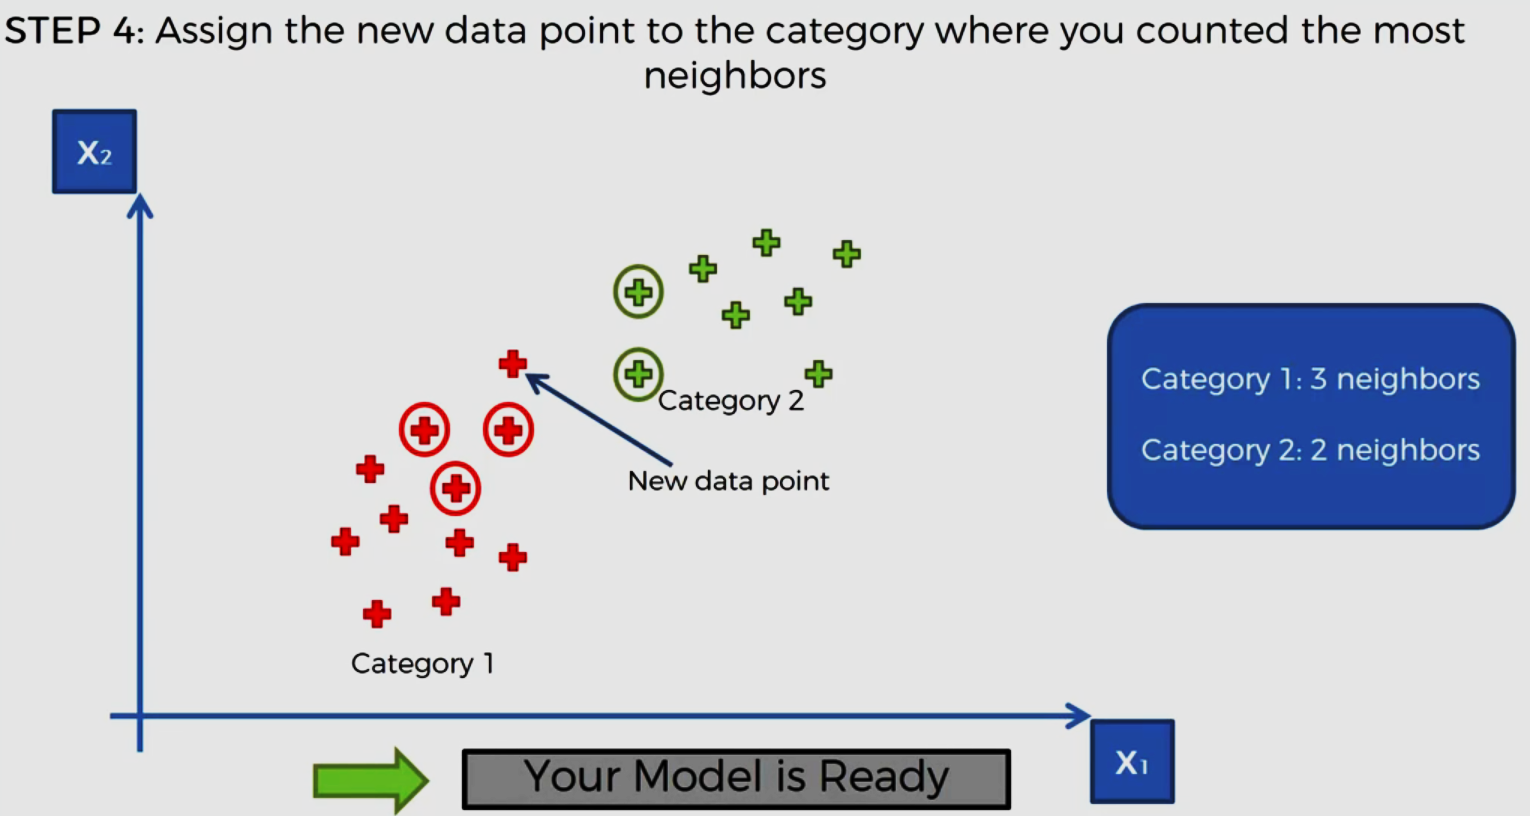 STEP 4: Assign the new data point to the category where you counted the most
neighbors
X2
Category 1: 3 neighbors
Category 2
Category 2: 2 neighbors
New data point
Category 1
Your Model is Ready
X1